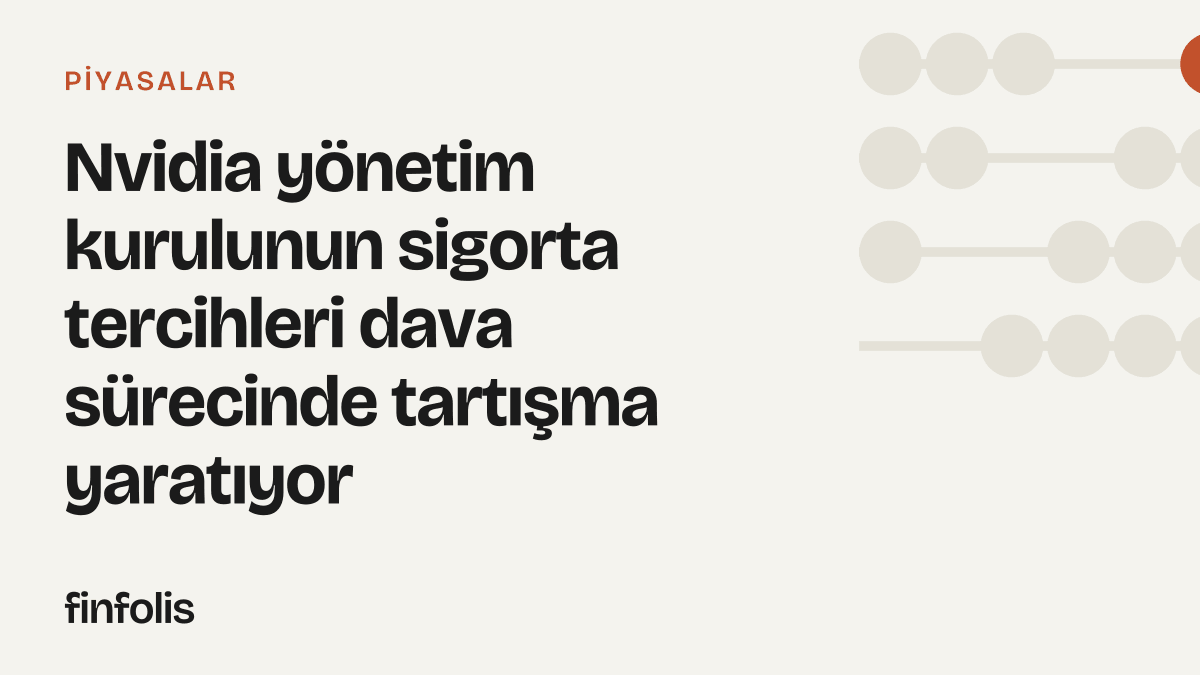 PİYASALAR
Nvidia yönetim
kurulunun sigorta
tercihleri dava
sürecinde tartışma
yaratıyor
finfolis